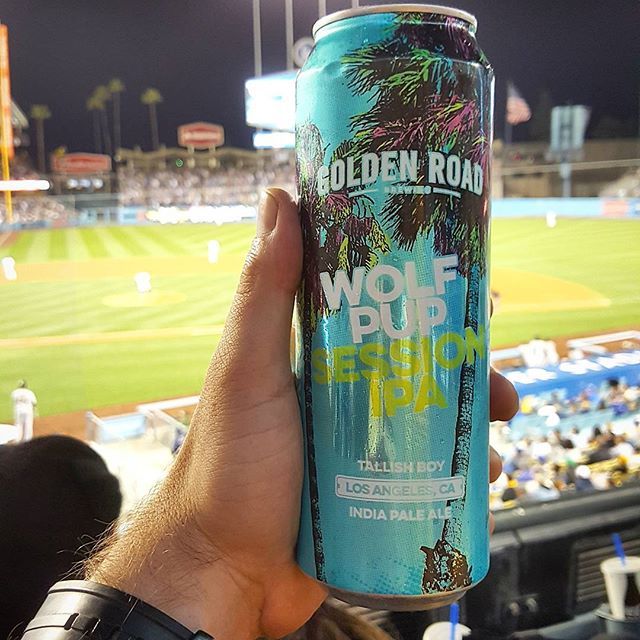 GOLDEN ROAD
BREWING
WOLF
PUP
SESSION
IPA
TALLISH BOY
LOS ANGELES, CA
INDIA PALE ALE